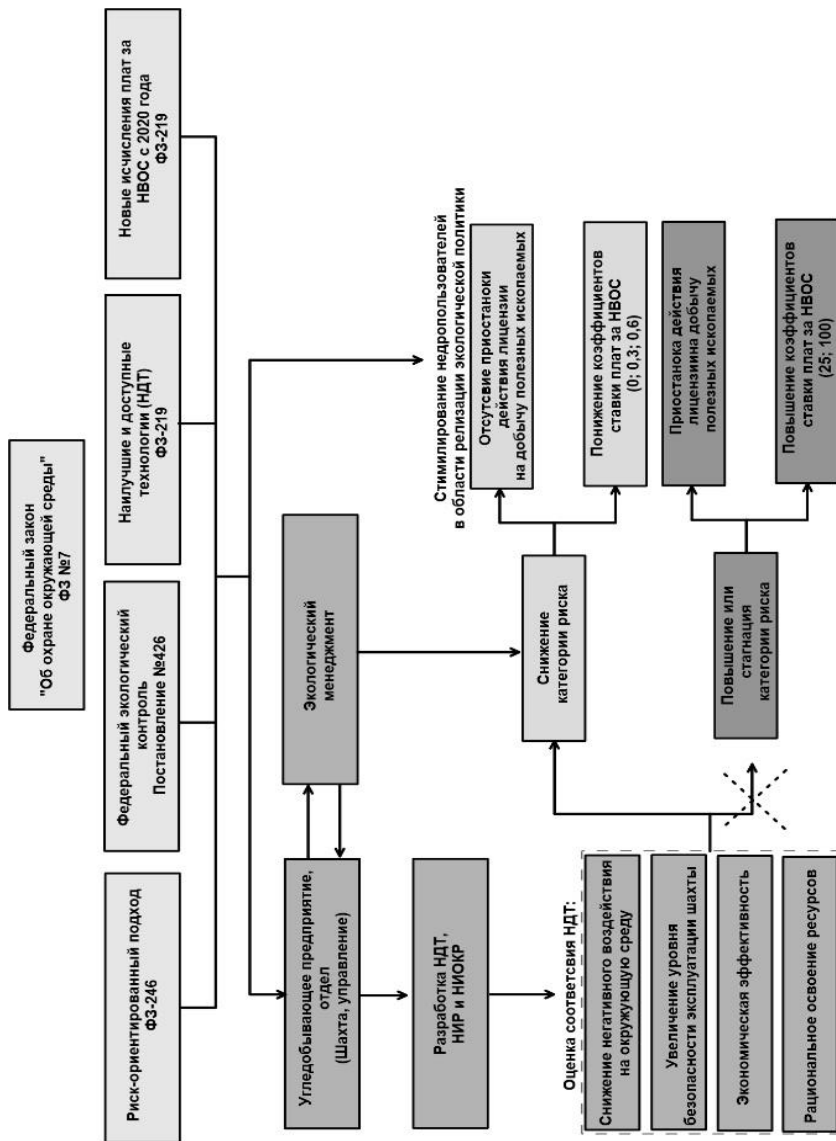 Федеральный закон
"Об охране окружающей среды"
ФЗ №7
Риск-ориентированный подход
ФЗ-246
Федеральный экологический
контроль
Постановление №426
Наилучшие и доступные
технологии (НДТ)
ФЗ-219
Новые исчисления плат за
НВОС с 2020 года
ФЗ-219
Угледобывающее предприятие,
отдел
(Шахта, управление)
Экологический
менеджмент
Разработка НДТ,
НИР и НИОКР
Оценка соответсвия НДТ:
Снижение негативного воздействия
на окружующую среду
Увеличение уровня
безопасности эксплуатации шахты
Экономическая эффективность
Рациональное освоение ресурсов
Снижение
категории риска
Повышение или
стагнация
категории риска
Стимилирование недропользователей
в области релизации экологической политики
Отсутсвие приостаноки
действия лицензии
на добычу полезных ископаемых
Понижение коэффициентов
ставки плат за НВОС
(0; 0,3; 0,6)
Приостанока действия
лицензиина добычу
полезных ископаемых
Повышение коэффициентов
ставки плат за НВОС
(25; 100)